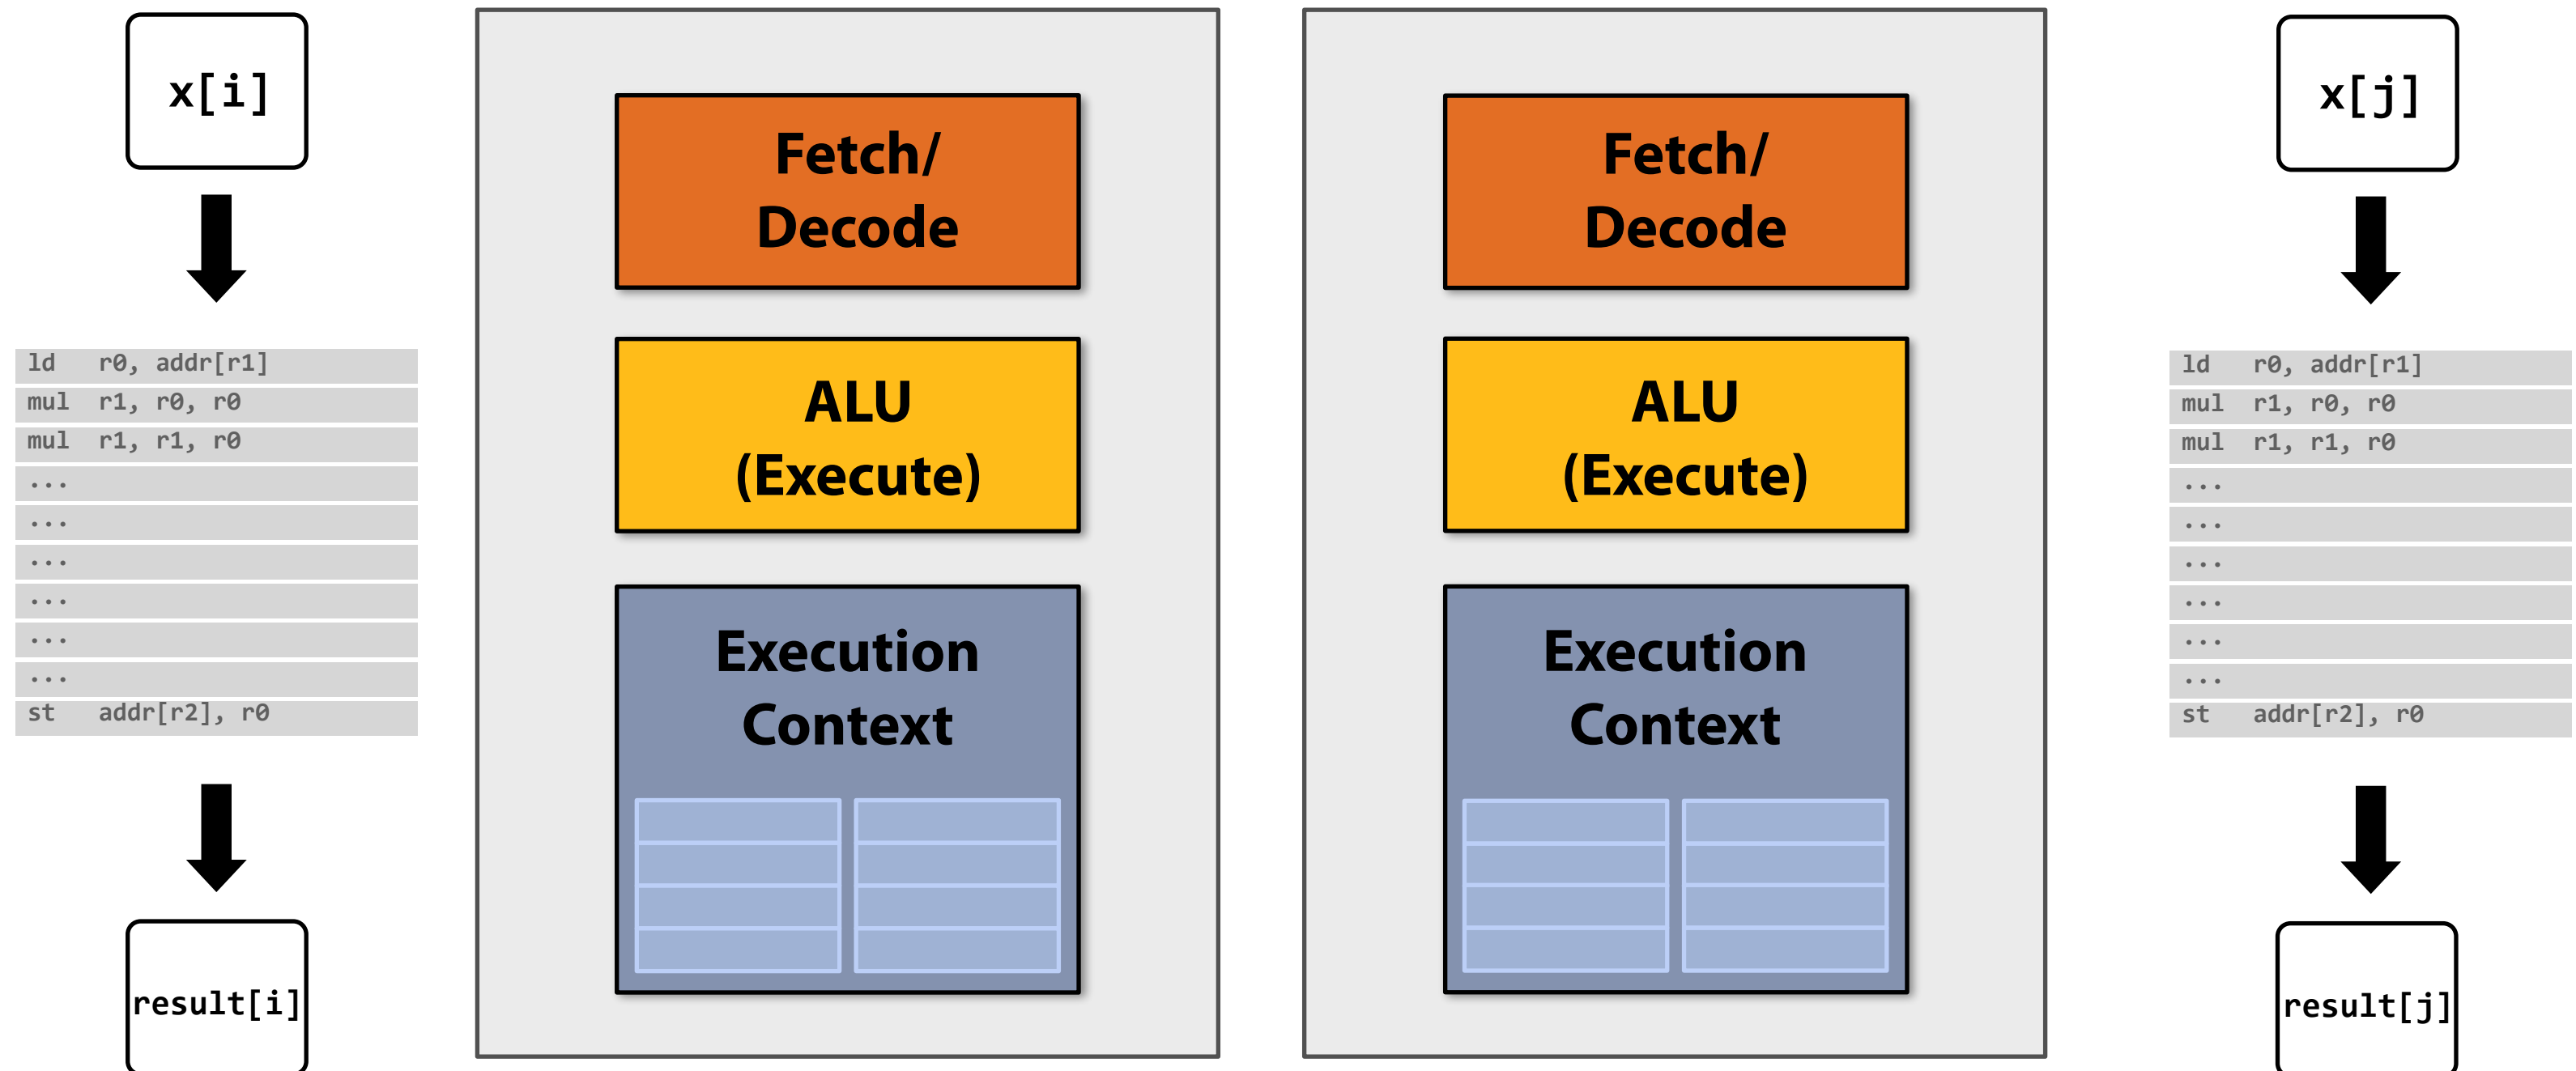 x[i]
ld r0, addr[r1]
mul r1, r0, r0
mul r1, r1, r0
...
...
...
...
...
...
st addr[r2], r0
result[i]
Fetch/
Decode
ALU
(Execute)
Execution
Context
Fetch/
Decode
ALU
(Execute)
Execution
Context
x[j]
ld r0, addr[r1]
mul r1, r0, r0
mul r1, r1, r0
...
...
...
...
...
...
st addr[r2], r0
result[j]